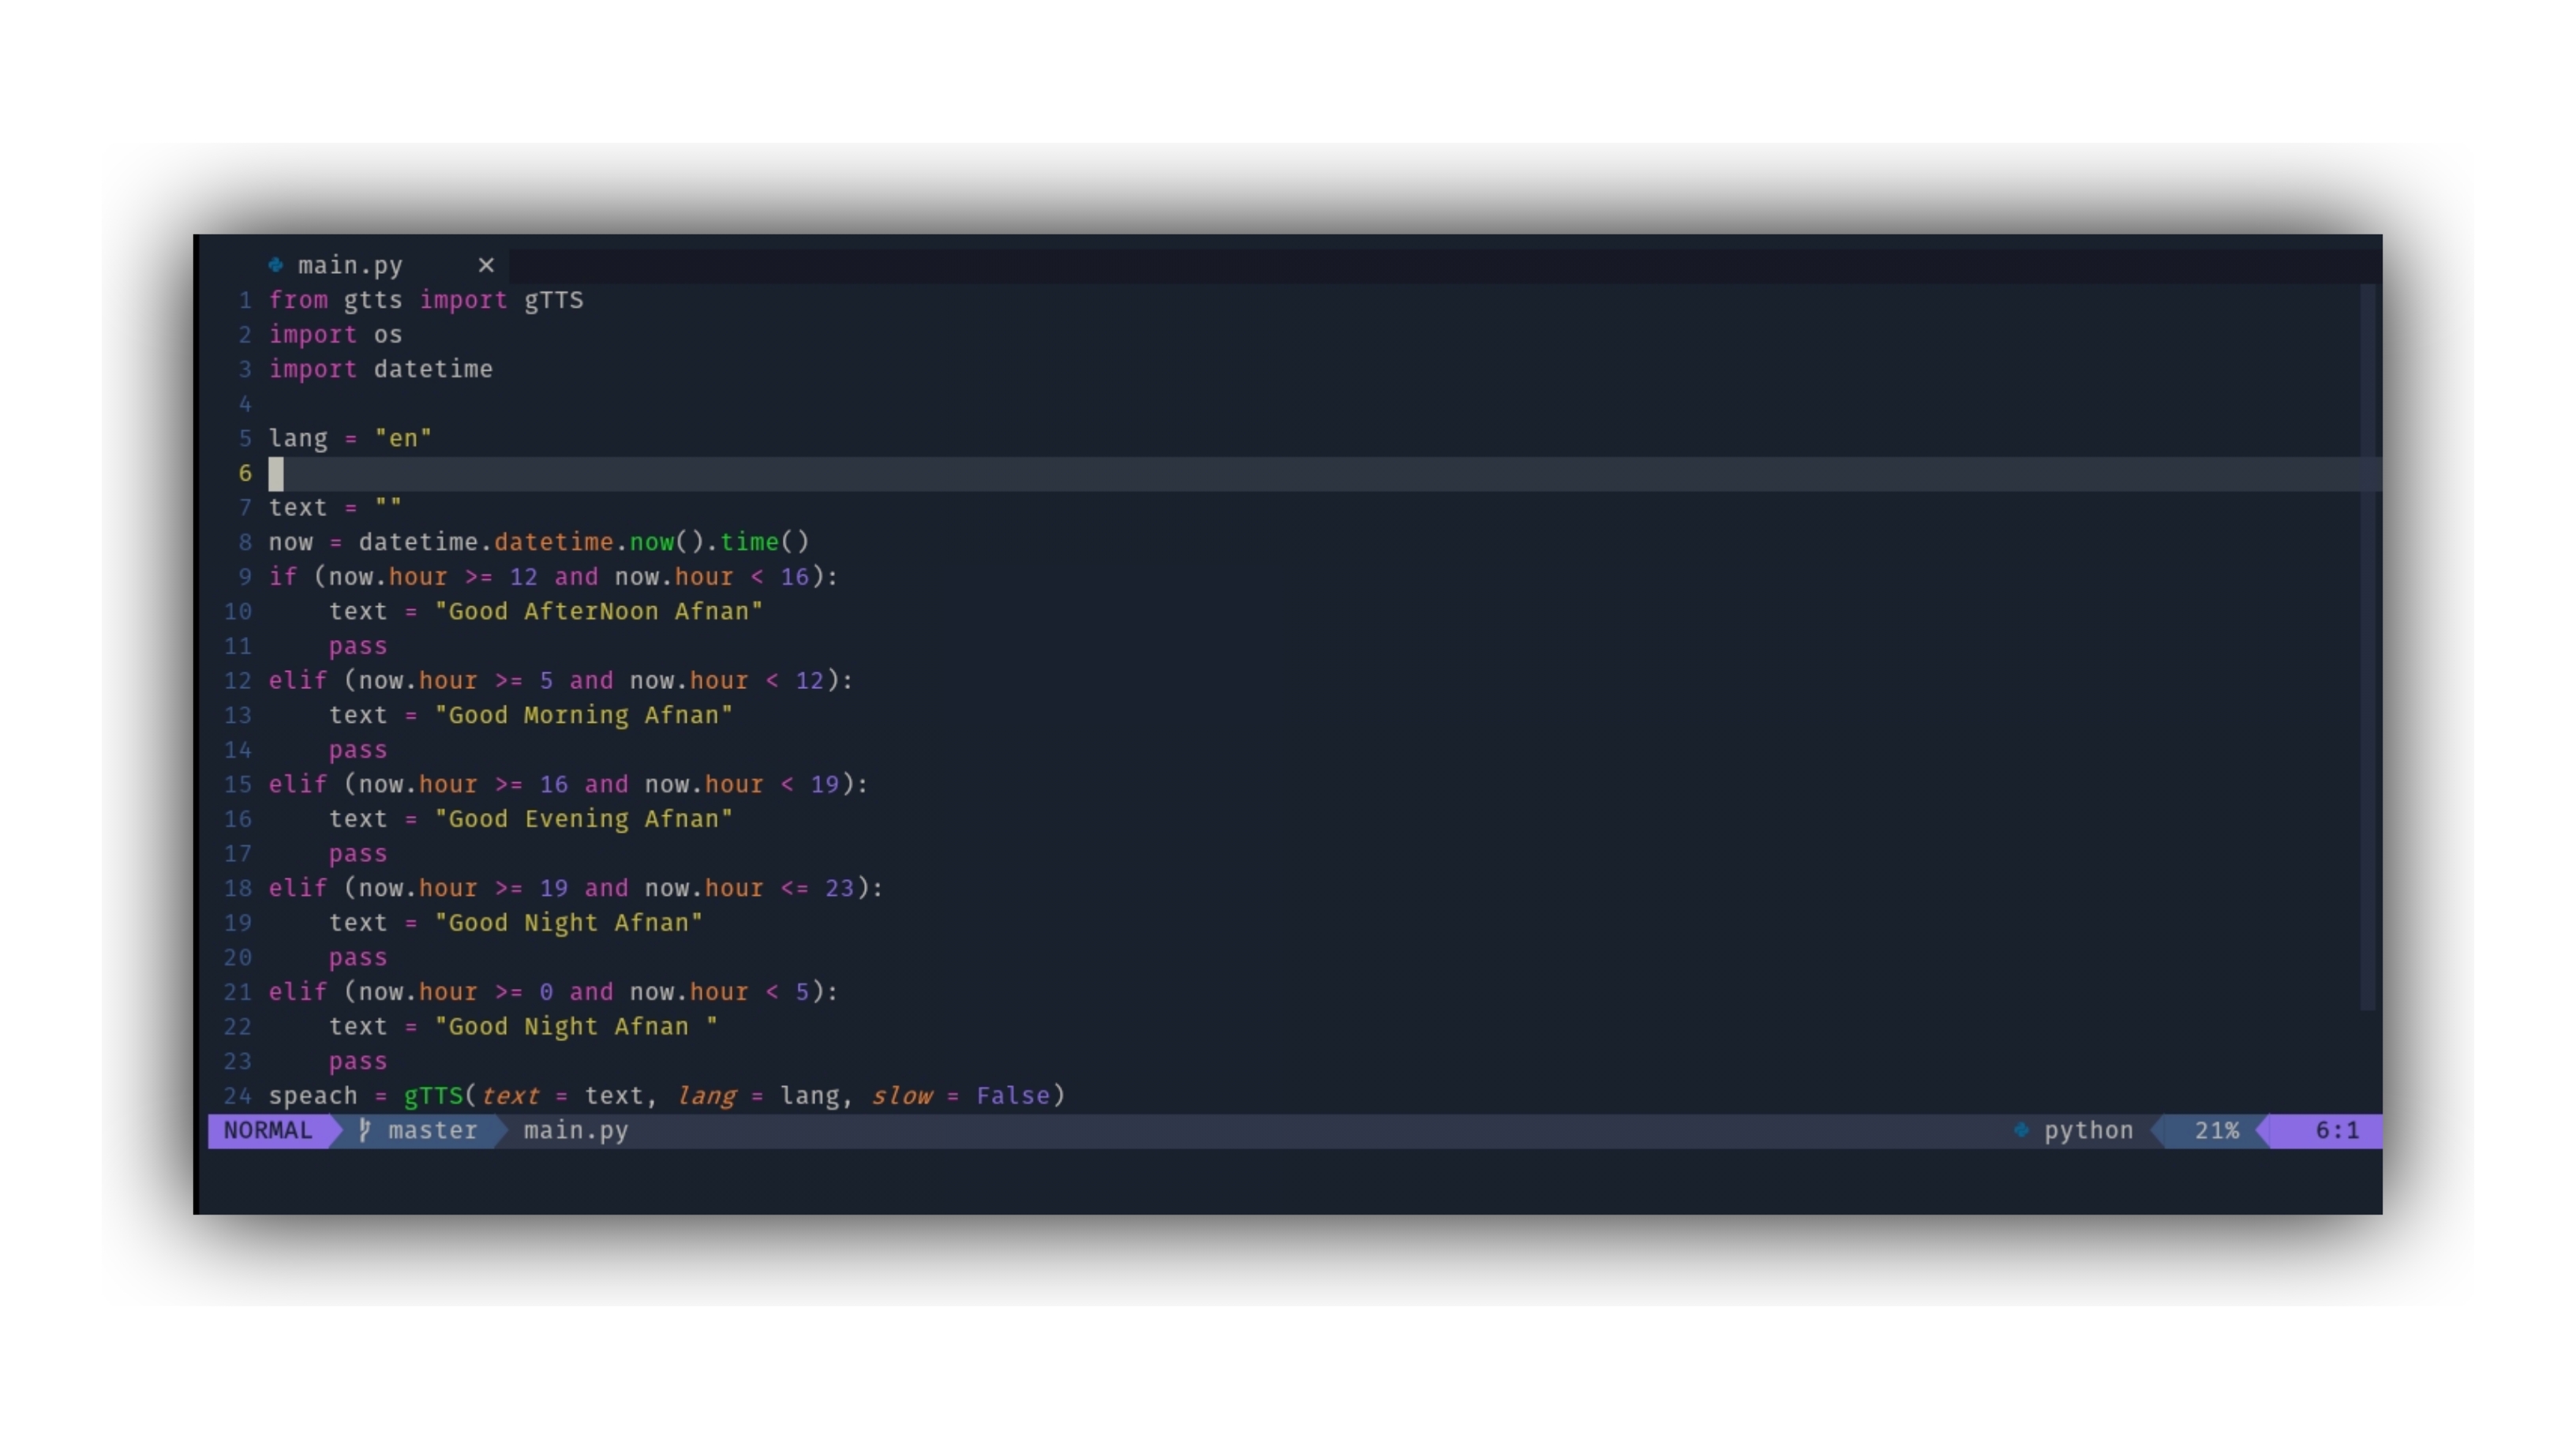 main.py ✕
1 from gtts import gTTS
2 import os
3 import datetime
4
5 lang = "en"
6
7 text = ""
8 now = datetime.datetime.now().time()
9 if (now.hour >= 12 and now.hour < 16):
10     text = "Good AfterNoon Afnan"
11     pass
12 elif (now.hour >= 5 and now.hour < 12):
13     text = "Good Morning Afnan"
14     pass
15 elif (now.hour >= 16 and now.hour < 19):
16     text = "Good Evening Afnan"
17     pass
18 elif (now.hour >= 19 and now.hour <= 23):
19     text = "Good Night Afnan"
20     pass
21 elif (now.hour >= 0 and now.hour < 5):
22     text = "Good Night Afnan "
23     pass
24 speach = gTTS(text = text, lang = lang, slow = False)
NORMAL master main.py python 21% 6:1